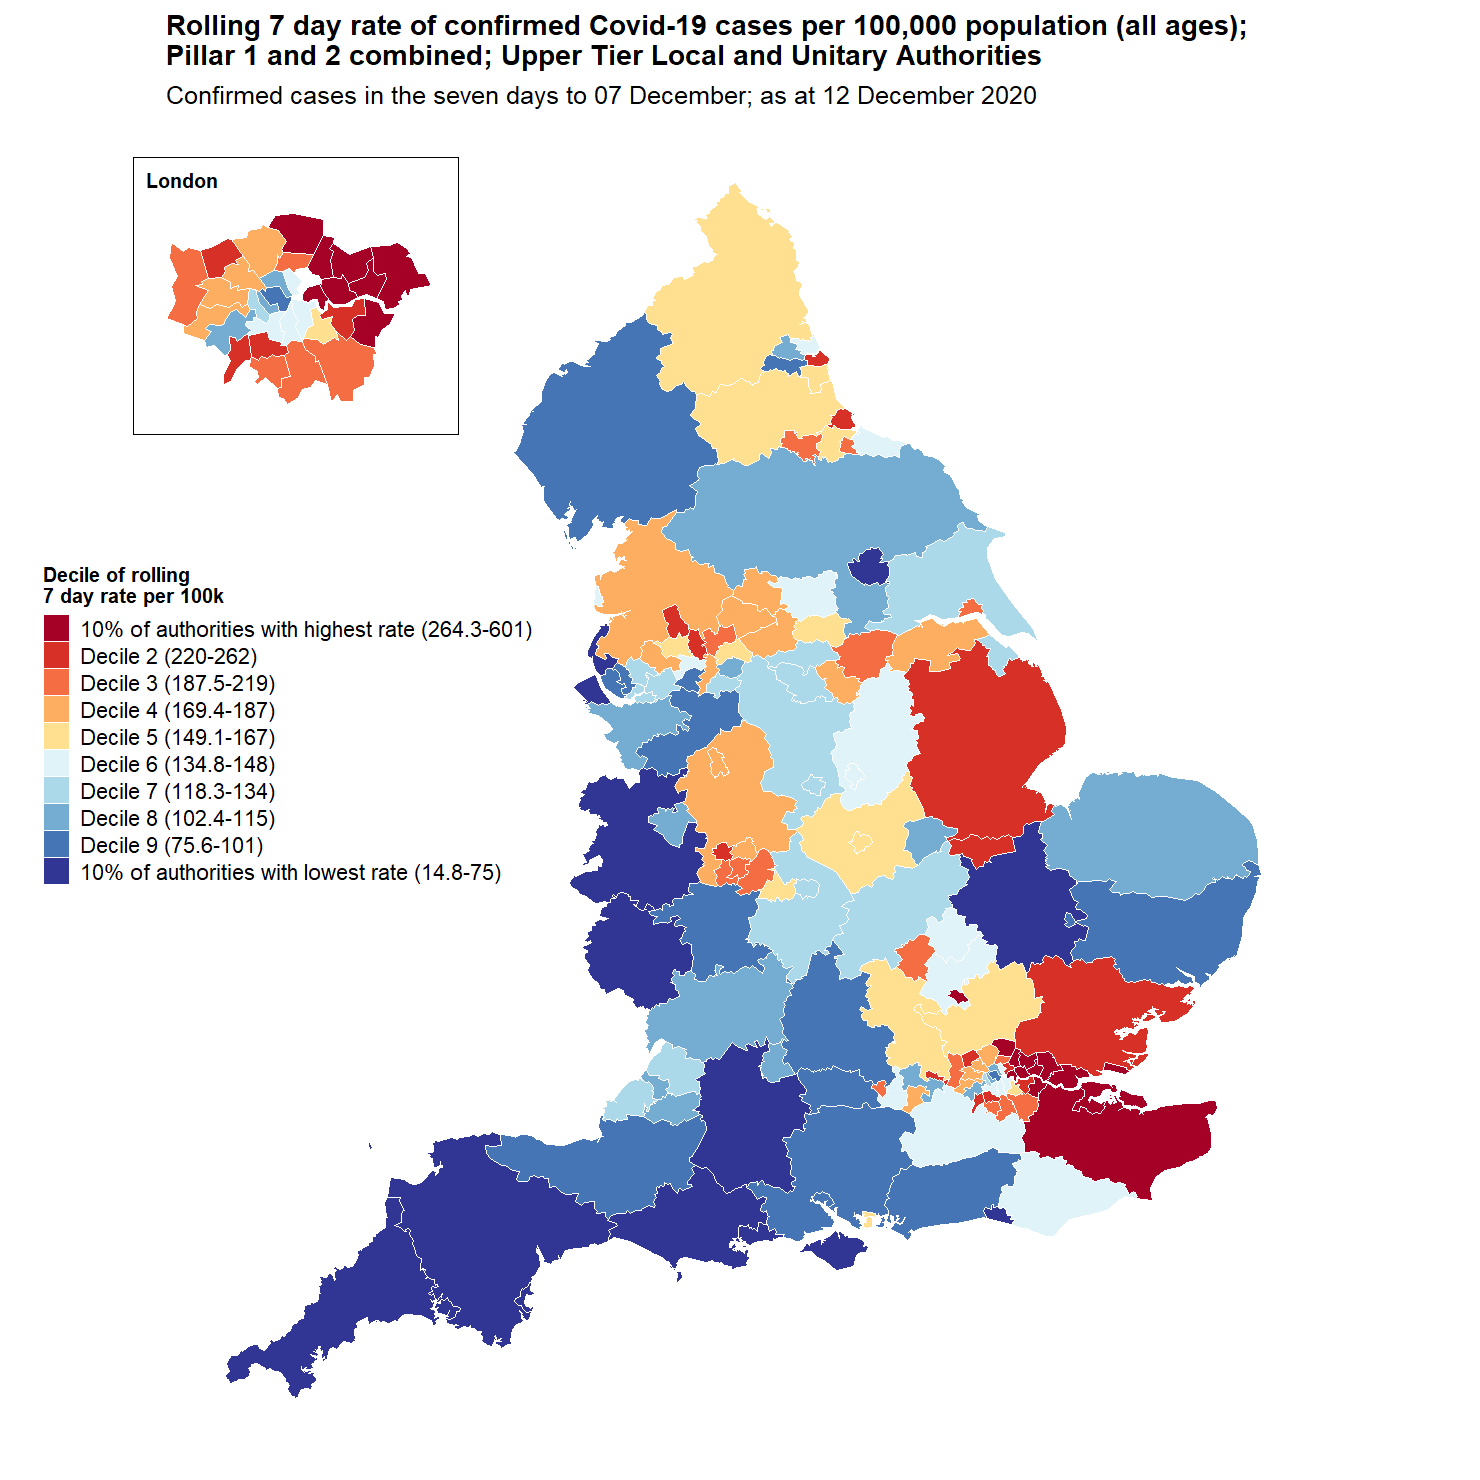 Rolling 7 day rate of confirmed Covid-19 cases per 100,000 population (all ages);
Pillar 1 and 2 combined; Upper Tier Local and Unitary Authorities
Confirmed cases in the seven days to 07 December; as at 12 December 2020
London
Decile of rolling
7 day rate per 100k
10% of authorities with highest rate (264.3-601)
Decile 2 (220-262)
Decile 3 (187.5-219)
Decile 4 (169.4-187)
Decile 5 (149.1-167)
Decile 6 (134.8-148)
Decile 7 (118.3-134)
Decile 8 (102.4-115)
Decile 9 (75.6-101)
10% of authorities with lowest rate (14.8-75)